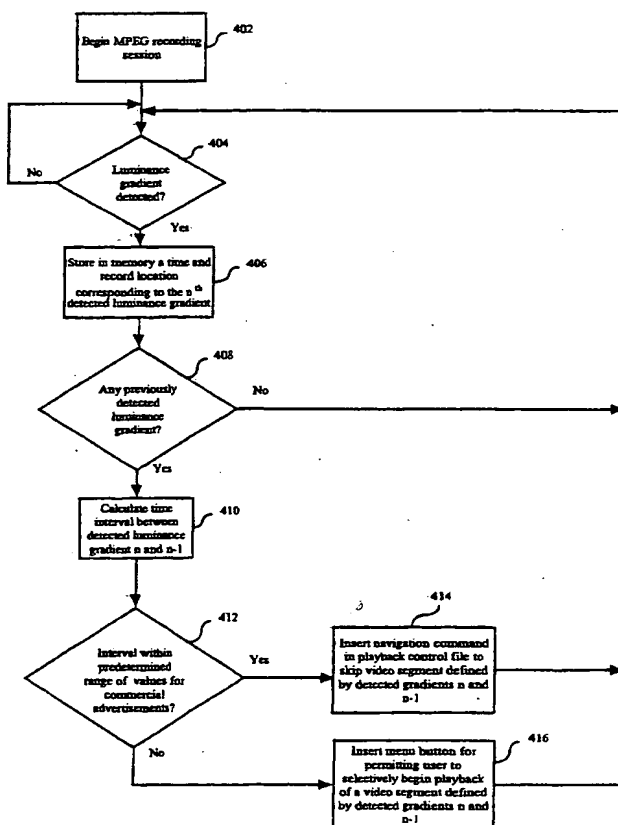 Begin MPEG recording
session
402
404
Luminance
gradient
detected?
No
Yes
Store in memory a time and
record location
corresponding to the n th
detected luminance gradient
406
408
Any previously
detected
luminance
gradient?
No
Yes
Calculate time
interval between
detected luminance
gradient n and n-1
410
412
Interval within
predetermined
range of values for
commercial
advertisements?
Yes
No
414
Insert navigation command
in playback control file to
skip video segment defined
by detected gradients n and
n-1
416
Insert menu button for
permitting user to
selectively begin playback
of a video segment defined
by detected gradients n and
n-1